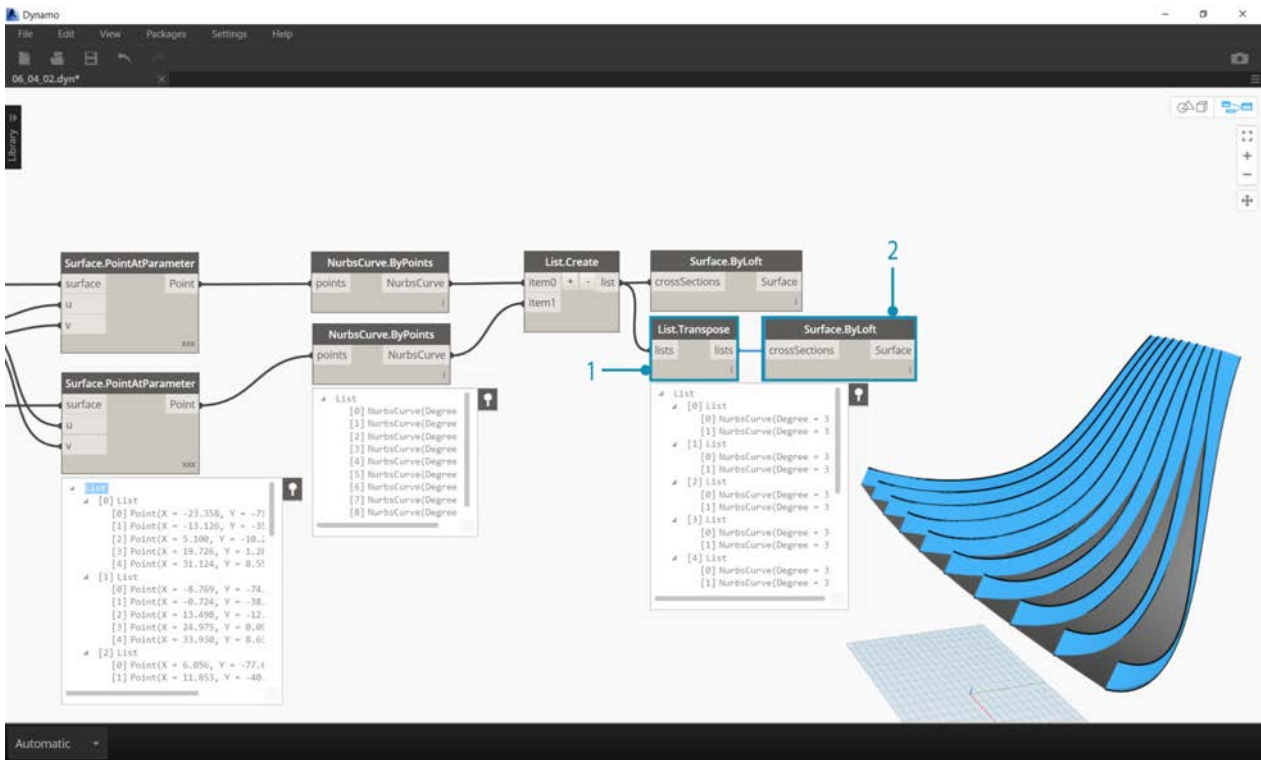 Dynamo
File Edit View Packages Settings Help
06_04_02.dyn*
Library
Surface.PointAtParameter
surface Point
u
v
xxx
Surface.PointAtParameter
surface Point
u
v
xxx
List
[0] List
[0] Point(X = -23.358, Y = -7
[1] Point(X = -13.126, Y = -3
[2] Point(X = 5.100, Y = -10.
[3] Point(X = 19.726, Y = 1.2
[4] Point(X = 31.124, Y = 8.5
[1] List
[0] Point(X = -8.769, Y = -74.
[1] Point(X = -0.724, Y = -38.
[2] Point(X = 13.498, Y = -12.
[3] Point(X = 24.975, Y = 0.0
[4] Point(X = 33.930, Y = 8.6
[2] List
[0] Point(X = 6.056, Y = -77.
[1] Point(X = 11.853, Y = -40.
NurbsCurve.ByPoints
points NurbsCurve
l
NurbsCurve.ByPoints
points NurbsCurve
l
List
[0] NurbsCurve(Degree
[1] NurbsCurve(Degree
[2] NurbsCurve(Degree
[3] NurbsCurve(Degree
[4] NurbsCurve(Degree
[5] NurbsCurve(Degree
[6] NurbsCurve(Degree
[7] NurbsCurve(Degree
[8] NurbsCurve(Degree
List.Create
item0 + - list
item1
l
Surface.ByLoft
crossSections Surface
l
1
List.Transpose
lists lists
l
2
Surface.ByLoft
crossSections Surface
l
List
[0] List
[0] NurbsCurve(Degree = 3
[1] NurbsCurve(Degree = 3
[1] List
[0] NurbsCurve(Degree = 3
[1] NurbsCurve(Degree = 3
[2] List
[0] NurbsCurve(Degree = 3
[1] NurbsCurve(Degree = 3
[3] List
[0] NurbsCurve(Degree = 3
[1] NurbsCurve(Degree = 3
[4] List
[0] NurbsCurve(Degree = 3
[1] NurbsCurve(Degree = 3
Automatic